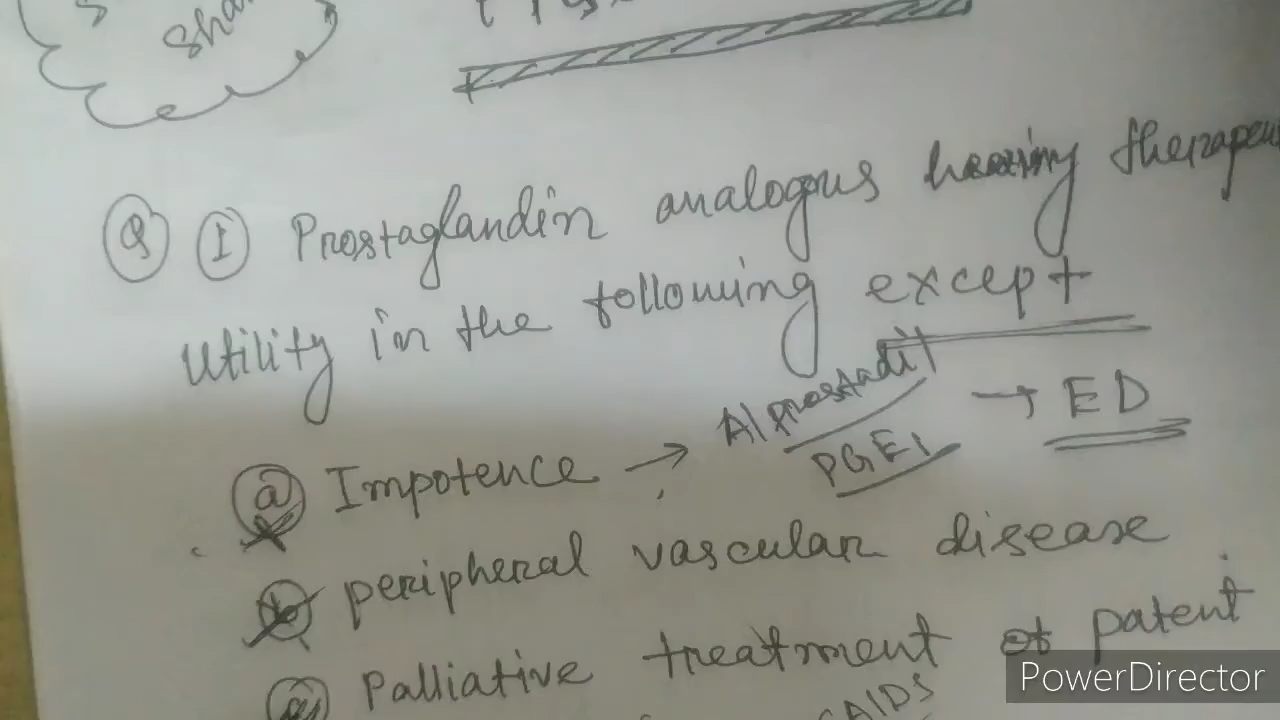 Sha
Q I Prostaglandin analogous having therapeu
Utility in the following except
Alprostadil → ED
PGE1
a Impotence →
b peripheral vascular disease
Palliative treatment of patent
PowerDirector